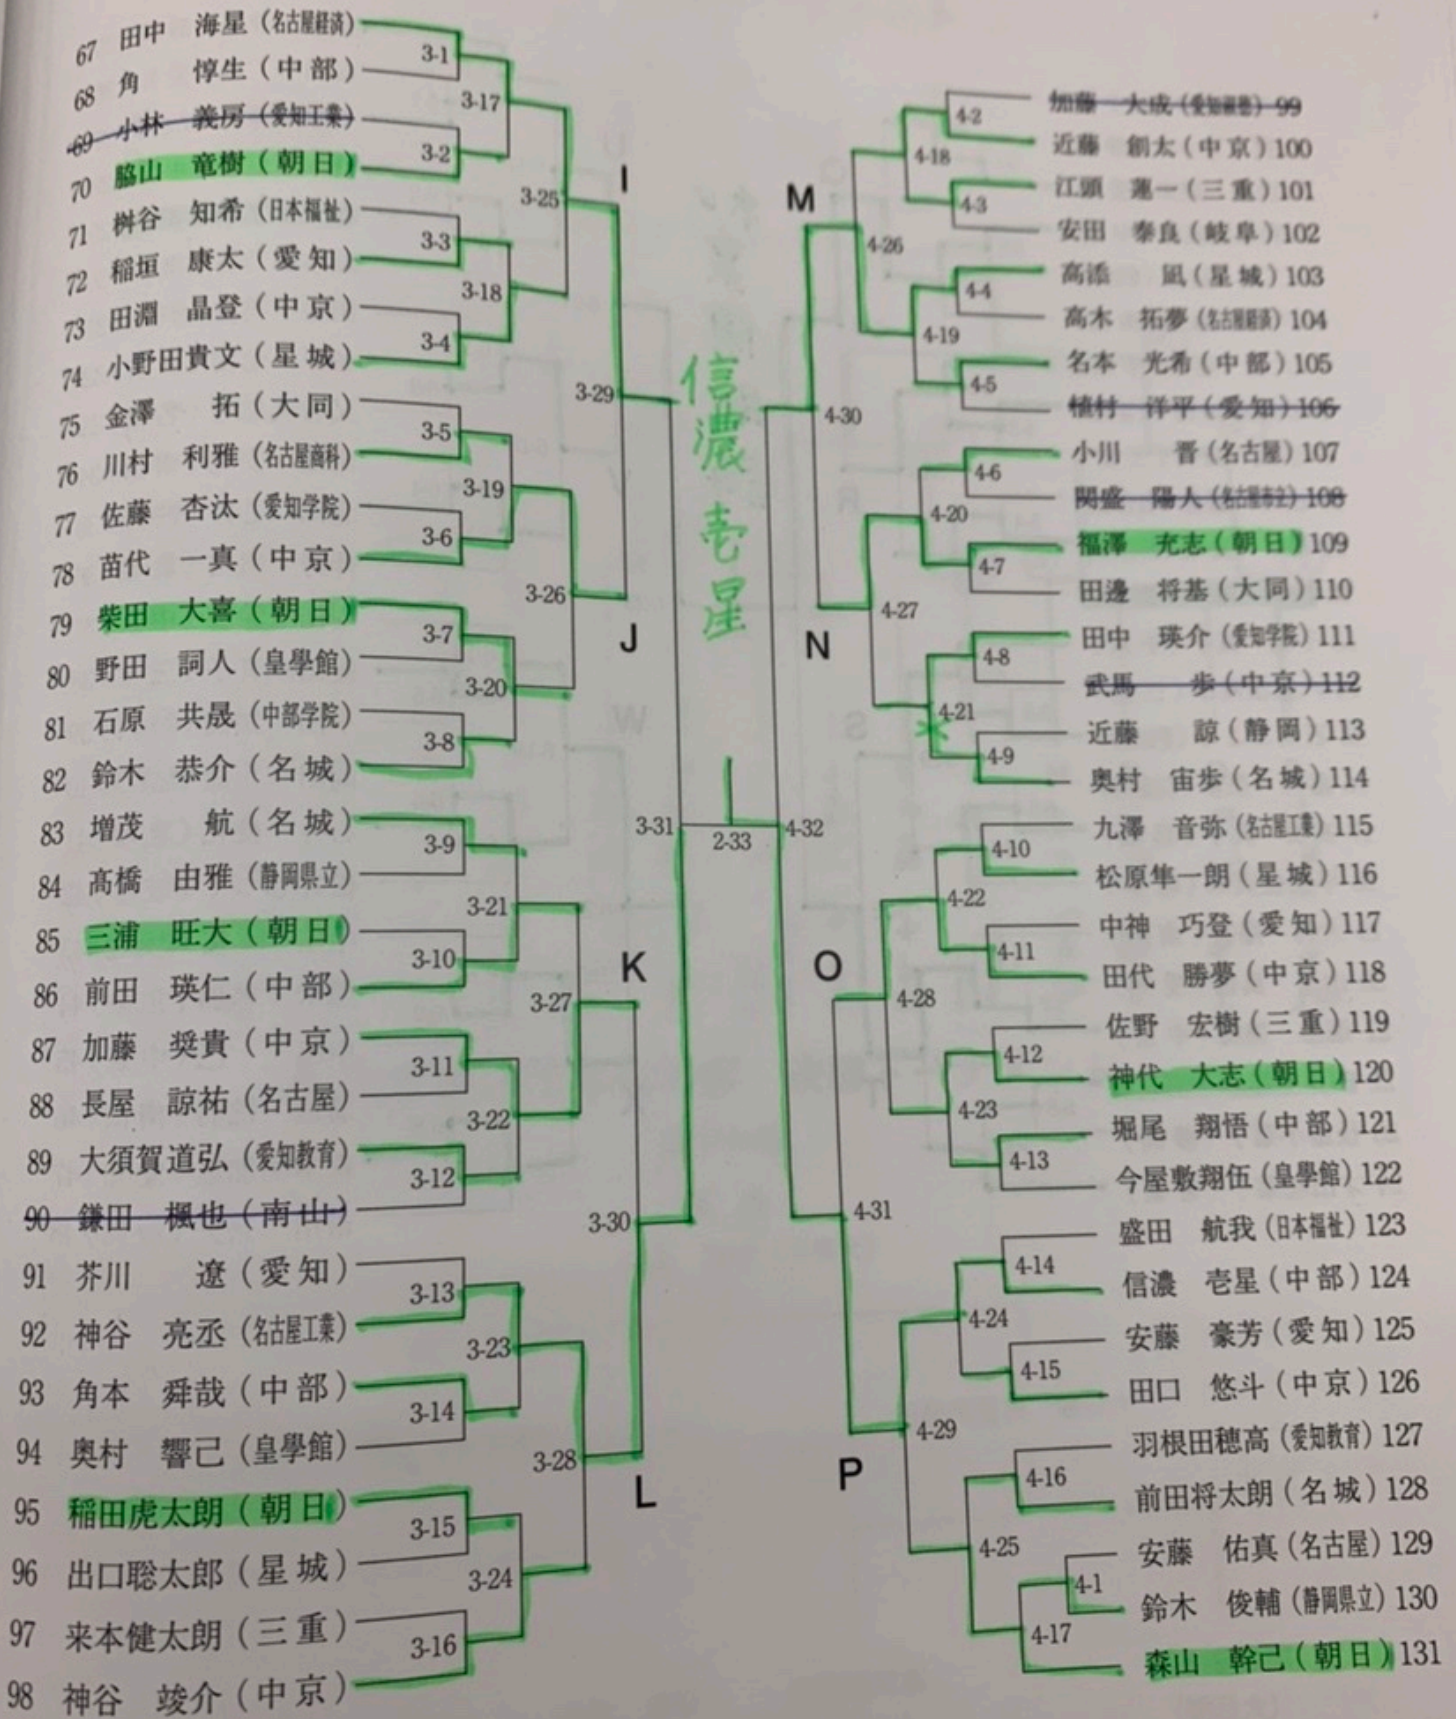 67 田中 海星(名古屋経済)
68 角 惇生(中部)
69 小林 義房(愛知工業)
70 脇山 竜樹(朝日)
71 桝谷 知希(日本福祉)
72 稲垣 康太(愛知)
73 田淵 晶登(中京)
74 小野田貴文(星城)
75 金澤 拓(大同)
76 川村 利雅(名古屋商科)
77 佐藤 杏汰(愛知学院)
78 苗代 一真(中京)
79 柴田 大喜(朝日)
80 野田 詞人(皇學館)
81 石原 共晟(中部学院)
82 鈴木 恭介(名城)
83 増茂 航(名城)
84 髙橋 由雅(静岡県立)
85 三浦 旺大(朝日)
86 前田 瑛仁(中部)
87 加藤 奨貴(中京)
88 長屋 諒祐(名古屋)
89 大須賀道弘(愛知教育)
90 鎌田 楓也(南山)
91 芥川 遼(愛知)
92 神谷 亮丞(名古屋工業)
93 角本 舜哉(中部)
94 奥村 響己(皇學館)
95 稲田虎太朗(朝日)
96 出口聡太郎(星城)
97 来本健太朗(三重)
98 神谷 竣介(中京)
3-1
3-2
3-3
3-4
3-5
3-6
3-7
3-8
3-9
3-10
3-11
3-12
3-13
3-14
3-15
3-16
3-17
3-18
3-19
3-20
3-21
3-22
3-23
3-24
3-25
3-26
3-27
3-28
3-29
3-30
3-31
I
J
K
L
信濃 壱星
2-33
M
N
O
P
4-32
4-30
4-31
4-26
4-27
4-28
4-29
4-18
4-19
4-20
4-21
4-22
4-23
4-24
4-25
4-17
4-2
4-3
4-4
4-5
4-6
4-7
4-8
4-9
4-10
4-11
4-12
4-13
4-14
4-15
4-16
4-1
加藤 大成 99
近藤 創太(中京)100
江頭 蓮一(三重)101
安田 泰良(岐阜)102
高添 凪(星城)103
高木 拓夢(名古屋経済)104
名本 光希(中部)105
植村 洋平(愛知)106
小川 晋(名古屋)107
関盛 陽人(名古屋市立)108
福澤 充志(朝日)109
田邊 将基(大同)110
田中 瑛介(愛知学院)111
武馬 歩(中京)112
近藤 諒(静岡)113
奥村 宙歩(名城)114
九澤 音弥(名古屋工業)115
松原隼一朗(星城)116
中神 巧登(愛知)117
田代 勝夢(中京)118
佐野 宏樹(三重)119
神代 大志(朝日)120
堀尾 翔悟(中部)121
今屋敷翔伍(皇學館)122
盛田 航我(日本福祉)123
信濃 壱星(中部)124
安藤 豪芳(愛知)125
田口 悠斗(中京)126
羽根田穂高(愛知教育)127
前田将太朗(名城)128
安藤 佑真(名古屋)129
鈴木 俊輔(静岡県立)130
森山 幹己(朝日)131